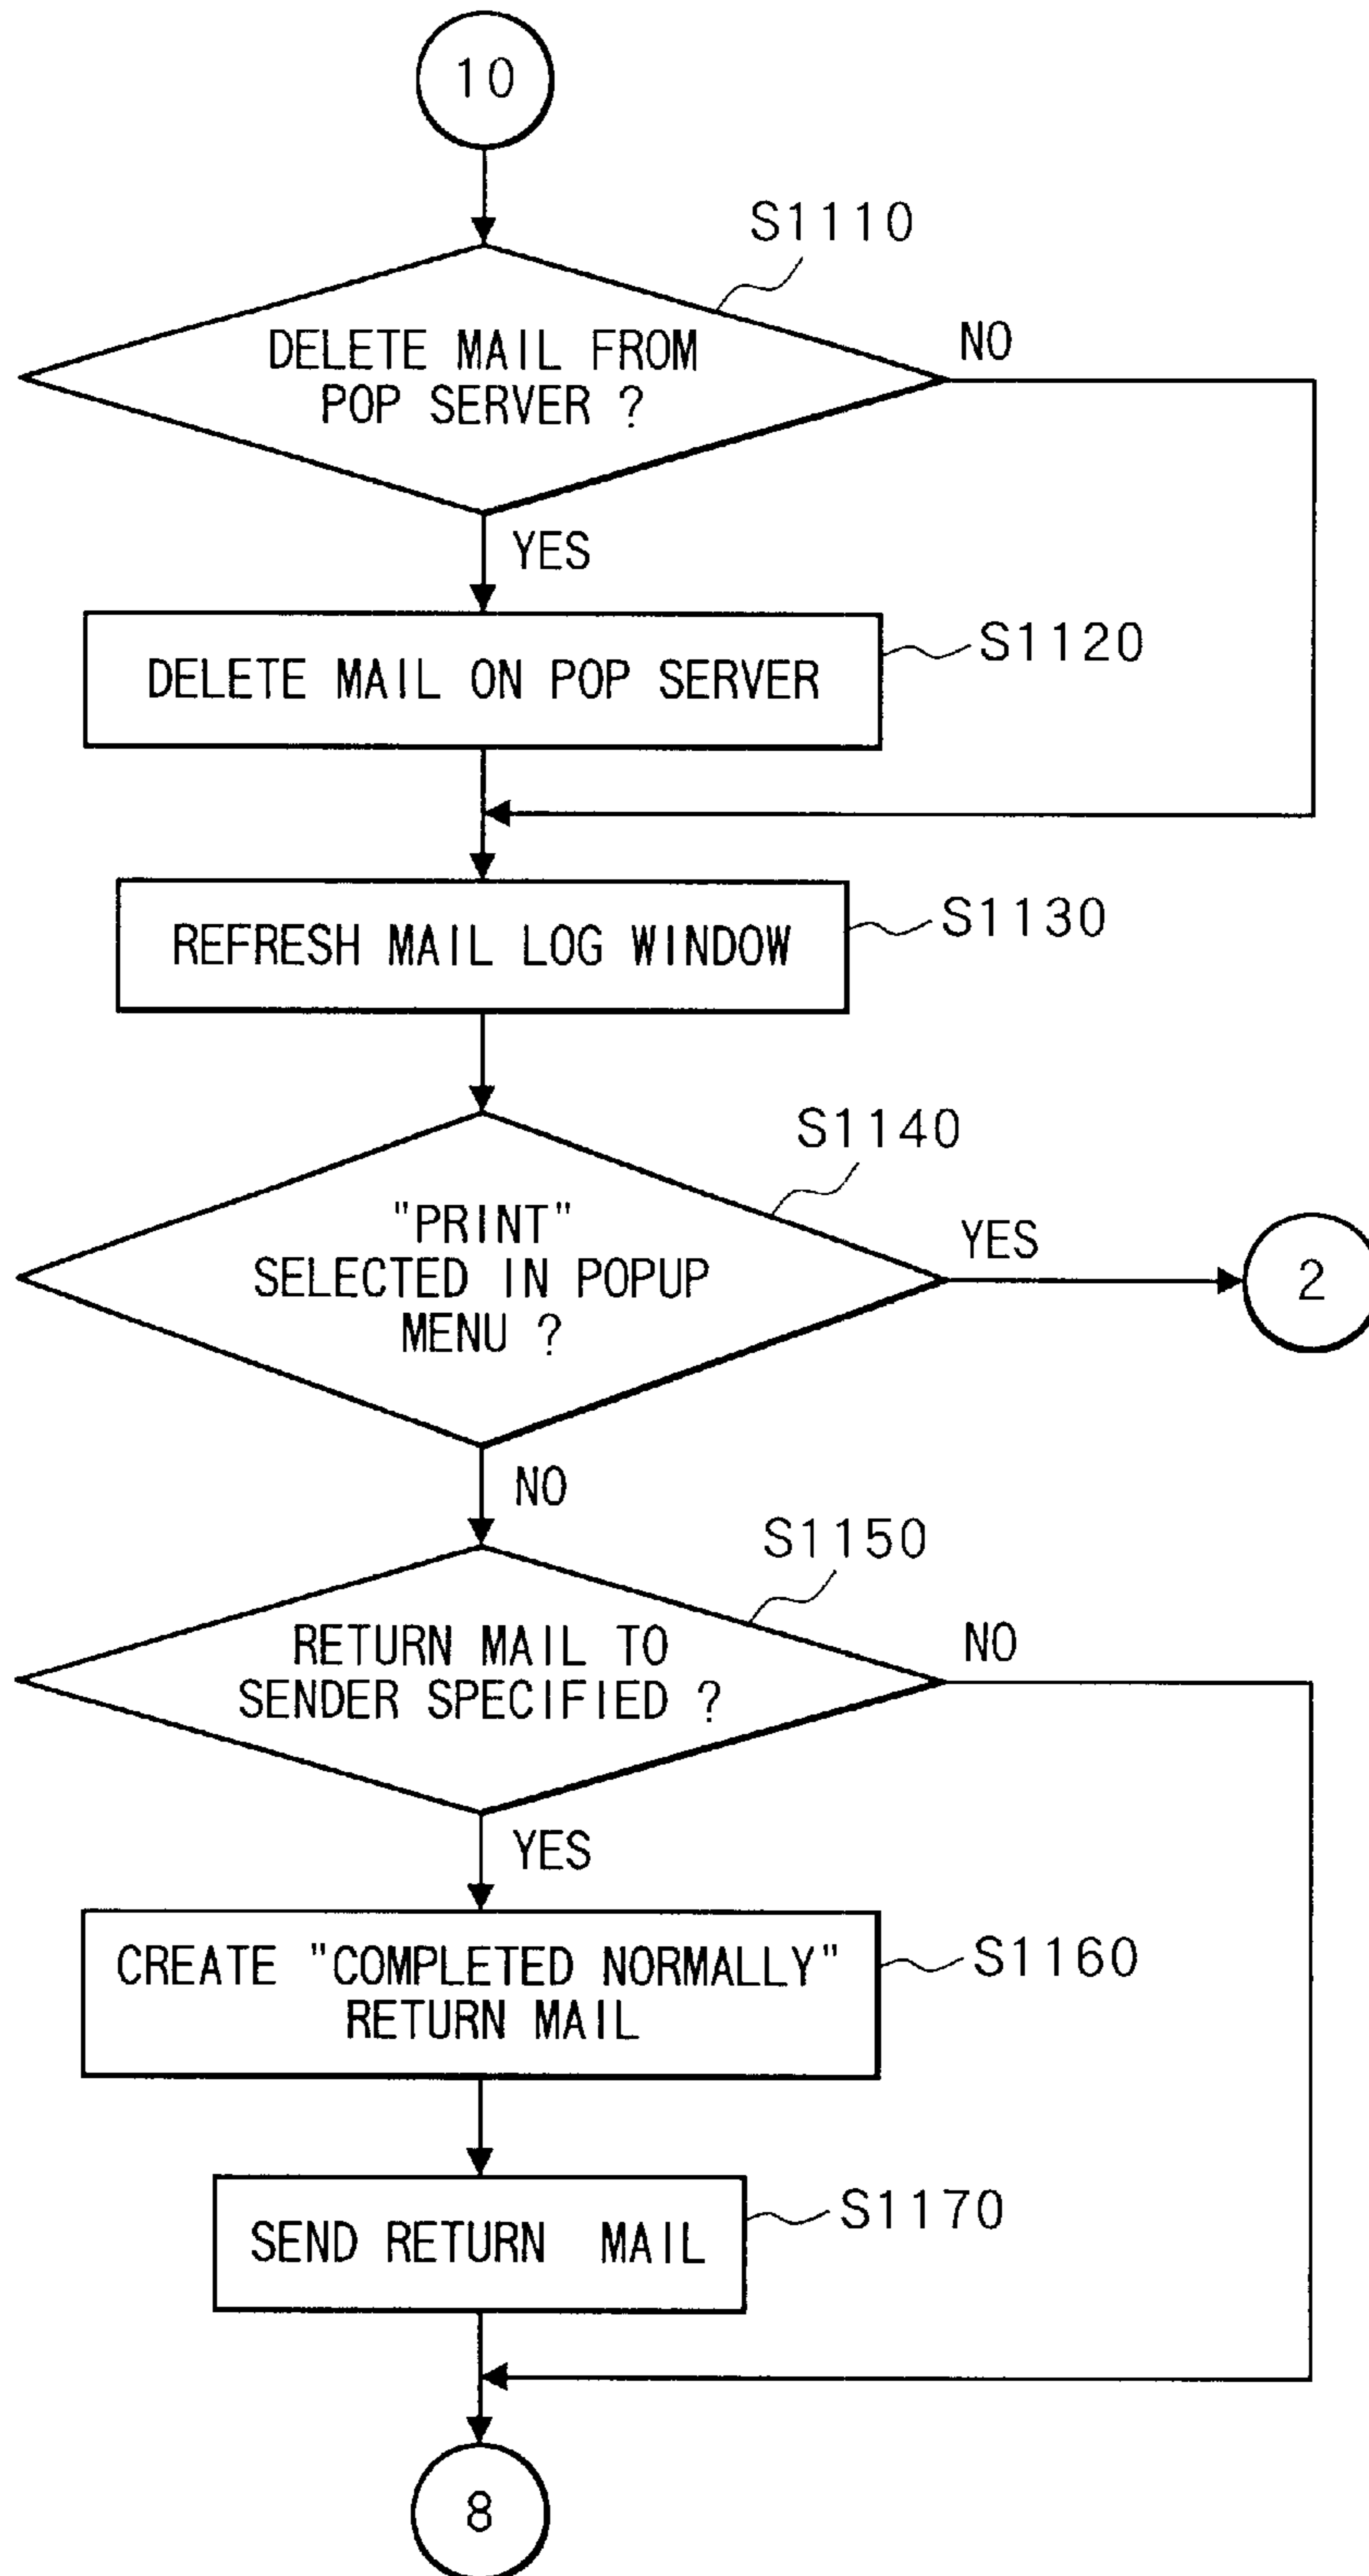 10
S1110
DELETE MAIL FROM
POP SERVER ?
NO
YES
DELETE MAIL ON POP SERVER
S1120
REFRESH MAIL LOG WINDOW
S1130
S1140
"PRINT"
SELECTED IN POPUP
MENU ?
YES
2
NO
S1150
RETURN MAIL TO
SENDER SPECIFIED ?
NO
YES
CREATE "COMPLETED NORMALLY"
RETURN MAIL
S1160
SEND RETURN MAIL
S1170
8